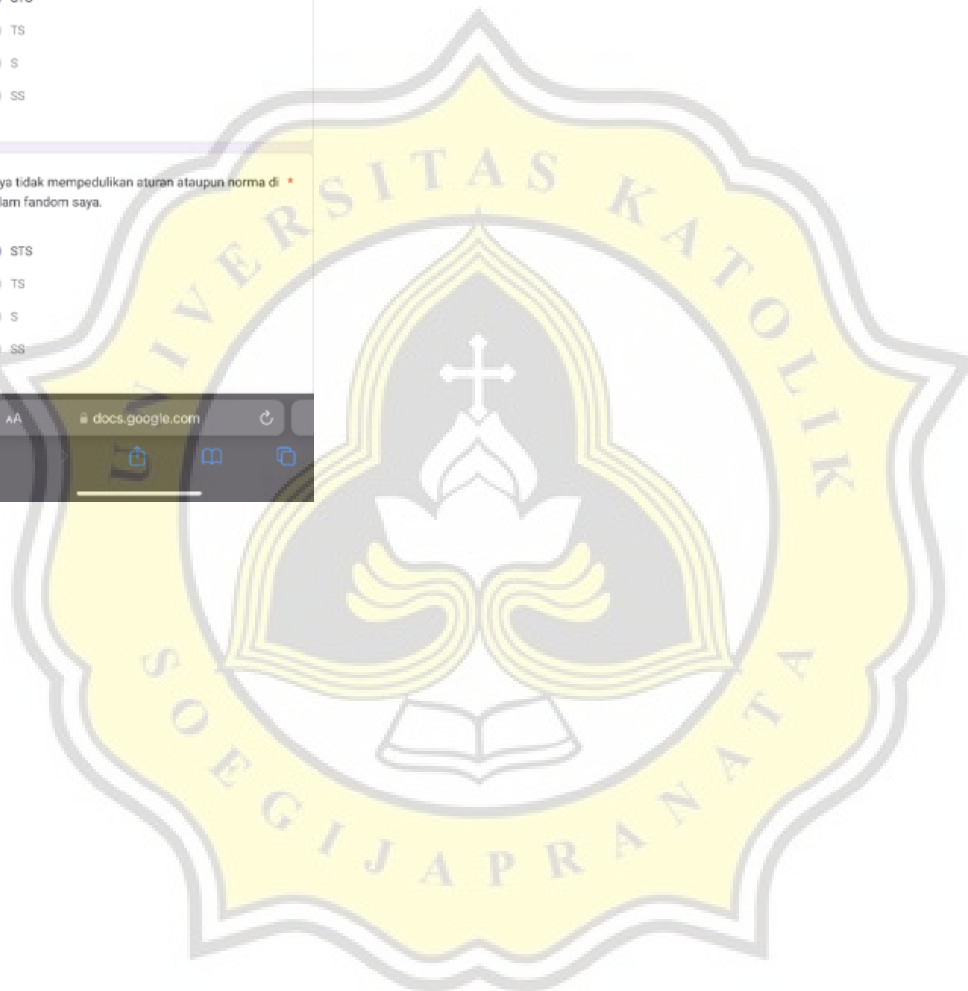 TS
S
SS
ya tidak mempedulikan aturan ataupun norma di *
lam fandom saya.
STS
TS
S
SS
AA docs.google.com
UNIVERSITAS KATOLIK
SOEGIJAPRANATA